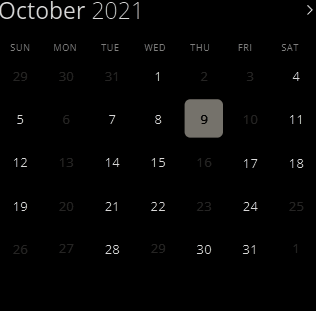 October 2021
SUN MON TUE WED THU FRI SAT
29 30 31 1 2 3 4
5 6 7 8 9 10 11
12 13 14 15 16 17 18
19 20 21 22 23 24 25
26 27 28 29 30 31 1